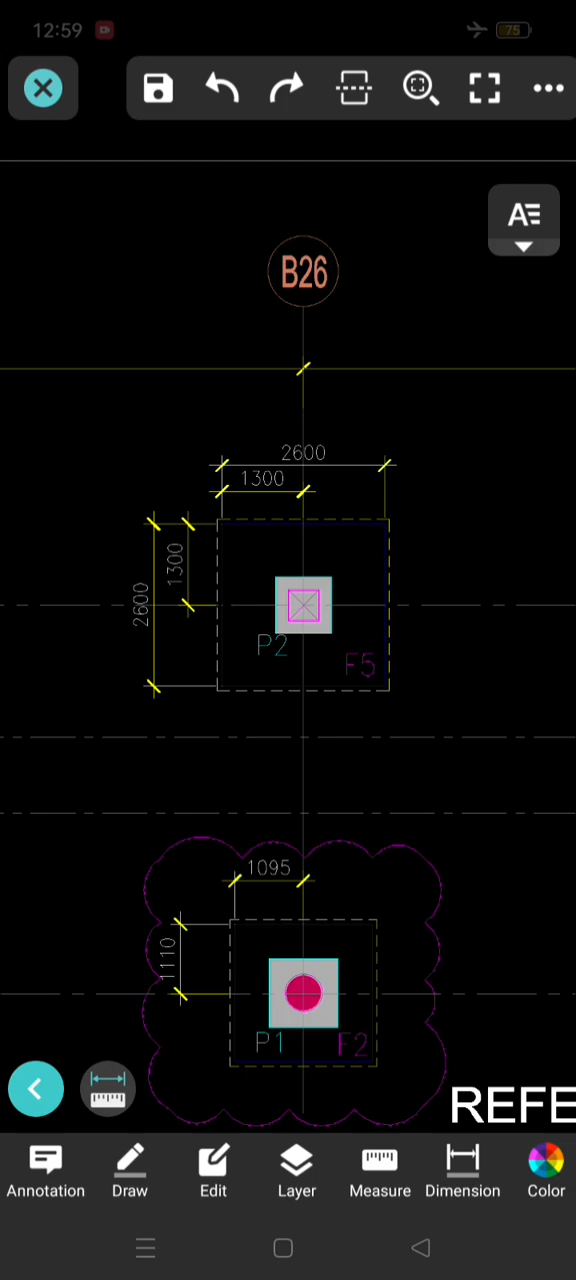 12:59
75
A
B26
2600
1300
1300
2600
P2
F5
1095
1110
P1
F2
REFE
Annotation
Draw
Edit
Layer
Measure
Dimension
Color